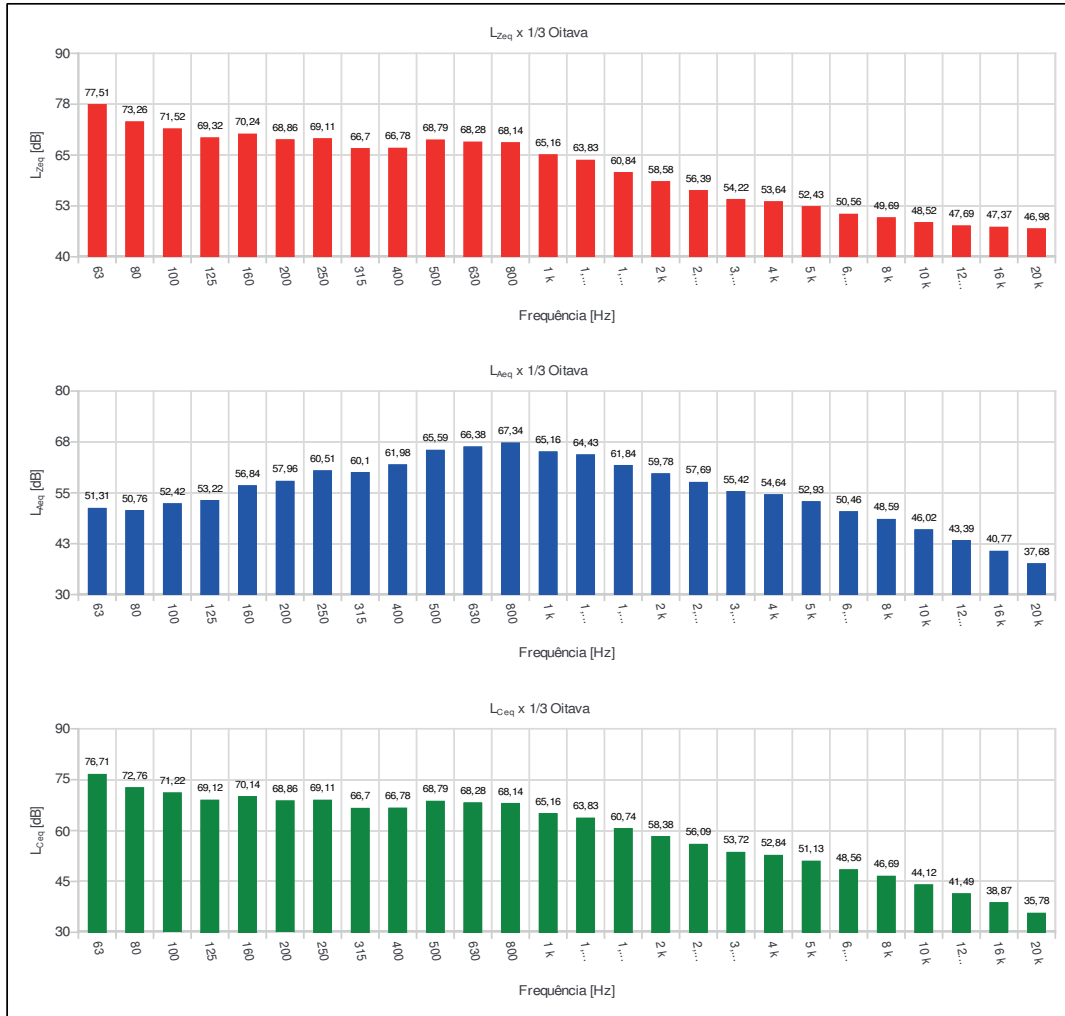 L_Zeq x 1/3 Oitava
L_Zeq [dB]
90
78
65
53
40
77,51 73,26 71,52 69,32 70,24 68,86 69,11 66,7 66,78 68,79 68,28 68,14 65,16 63,83 60,84 58,58 56,39 54,22 53,64 52,43 50,56 49,69 48,52 47,69 47,37 46,98
63 80 100 125 160 200 250 315 400 500 630 800 1 k 1,... 1,... 2 k 2,... 3,... 4 k 5 k 6,... 8 k 10 k 12... 16 k 20 k
Frequência [Hz]
L_Aeq x 1/3 Oitava
L_Aeq [dB]
80
68
55
43
30
51,31 50,76 52,42 53,22 56,84 57,96 60,51 60,1 61,98 65,59 66,38 67,34 65,16 64,43 61,84 59,78 57,69 55,42 54,64 52,93 50,46 48,59 46,02 43,39 40,77 37,68
63 80 100 125 160 200 250 315 400 500 630 800 1 k 1,... 1,... 2 k 2,... 3,... 4 k 5 k 6,... 8 k 10 k 12... 16 k 20 k
Frequência [Hz]
L_Ceq x 1/3 Oitava
L_Ceq [dB]
90
75
60
45
30
76,71 72,76 71,22 69,12 70,14 68,86 69,11 66,7 66,78 68,79 68,28 68,14 65,16 63,83 60,74 58,38 56,09 53,72 52,84 51,13 48,56 46,69 44,12 41,49 38,87 35,78
63 80 100 125 160 200 250 315 400 500 630 800 1 k 1,... 1,... 2 k 2,... 3,... 4 k 5 k 6,... 8 k 10 k 12... 16 k 20 k
Frequência [Hz]